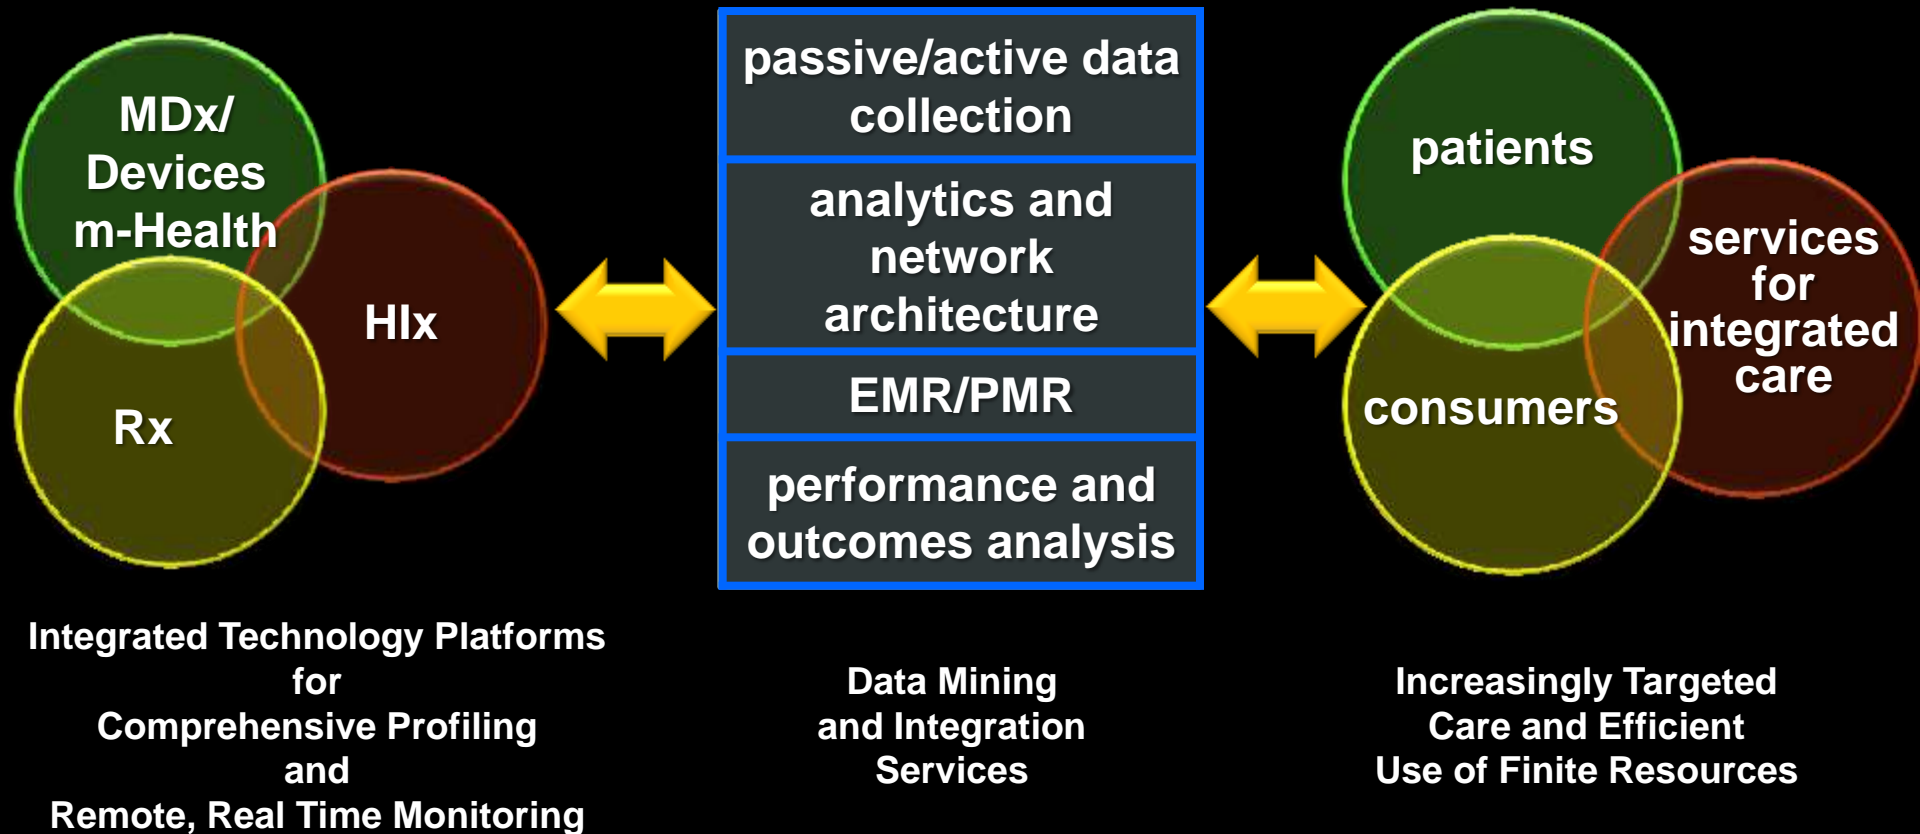 MDx/
Devices
m-Health
HIx
Rx
passive/active data
collection
analytics and
network
architecture
EMR/PMR
performance and
outcomes analysis
patients
services
for
integrated
care
consumers
Integrated Technology Platforms
for
Comprehensive Profiling
and
Remote, Real Time Monitoring
Data Mining
and Integration
Services
Increasingly Targeted
Care and Efficient
Use of Finite Resources